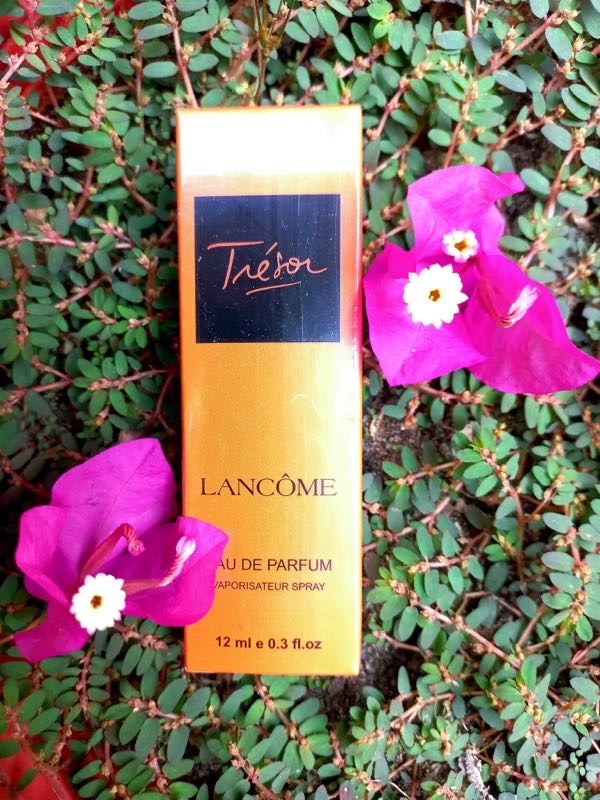 Trésor
LANCÔME
AU DE PARFUM
VAPORISATEUR SPRAY
12 ml e 0.3 fl.oz